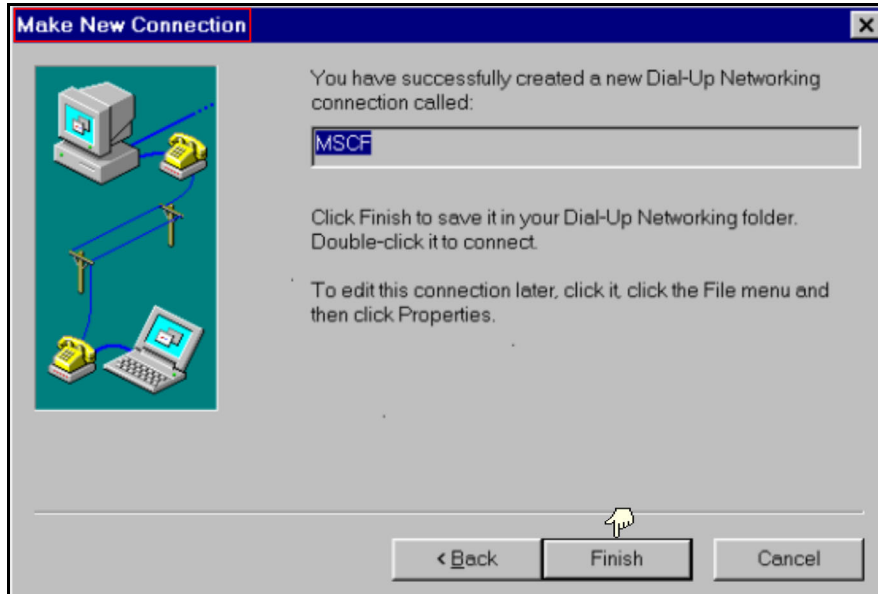 Make New Connection
You have successfully created a new Dial-Up Networking
connection called:
MSCF
Click Finish to save it in your Dial-Up Networking folder.
Double-click it to connect.
To edit this connection later, click it, click the File menu and
then click Properties.
< Back
Finish
Cancel